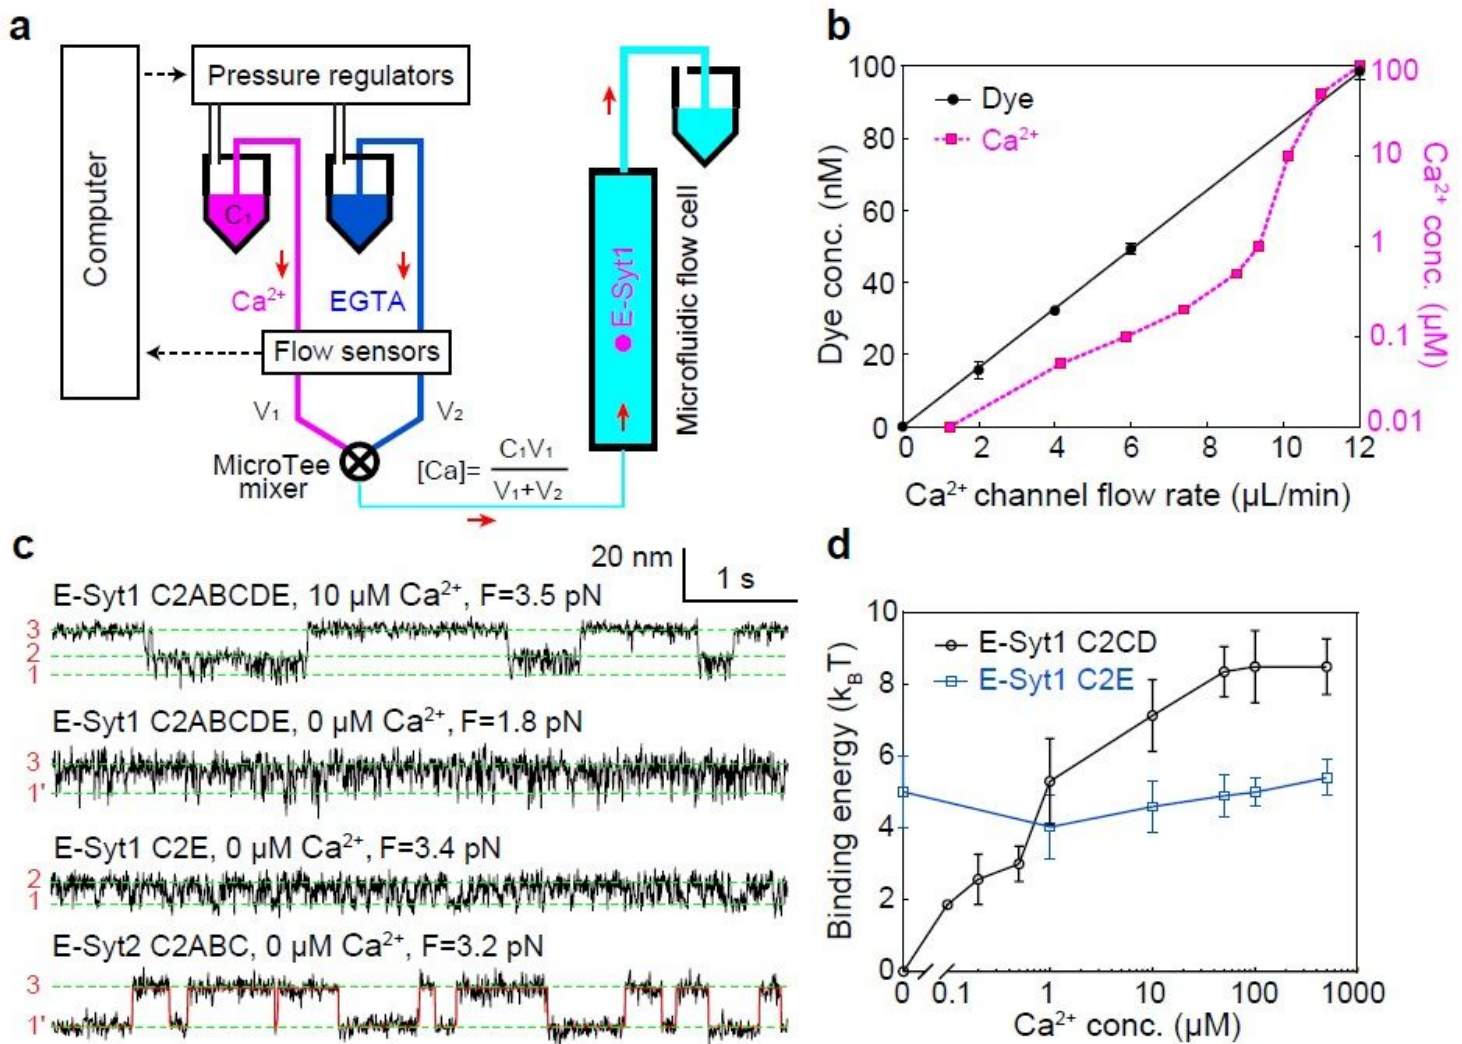 a
Computer
Pressure regulators
C₁
Ca²⁺
EGTA
Flow sensors
V₁
V₂
MicroTee
mixer
[Ca]= C₁V₁
V₁+V₂
E-Syt1
Microfluidic flow cell
b
100
80
60
40
20
0
Dye conc. (nM)
Dye
Ca²⁺
100
10
1
0.1
0.01
Ca²⁺ conc. (µM)
0 2 4 6 8 10 12
Ca²⁺ channel flow rate (µL/min)
c
20 nm
1 s
E-Syt1 C2ABCDE, 10 µM Ca²⁺, F=3.5 pN
3
2
1
E-Syt1 C2ABCDE, 0 µM Ca²⁺, F=1.8 pN
3
1'
E-Syt1 C2E, 0 µM Ca²⁺, F=3.4 pN
2
1
E-Syt2 C2ABC, 0 µM Ca²⁺, F=3.2 pN
3
1'
d
10
8
6
4
2
0
Binding energy (k_BT)
E-Syt1 C2CD
E-Syt1 C2E
0 0.1 1 10 100 1000
Ca²⁺ conc. (µM)